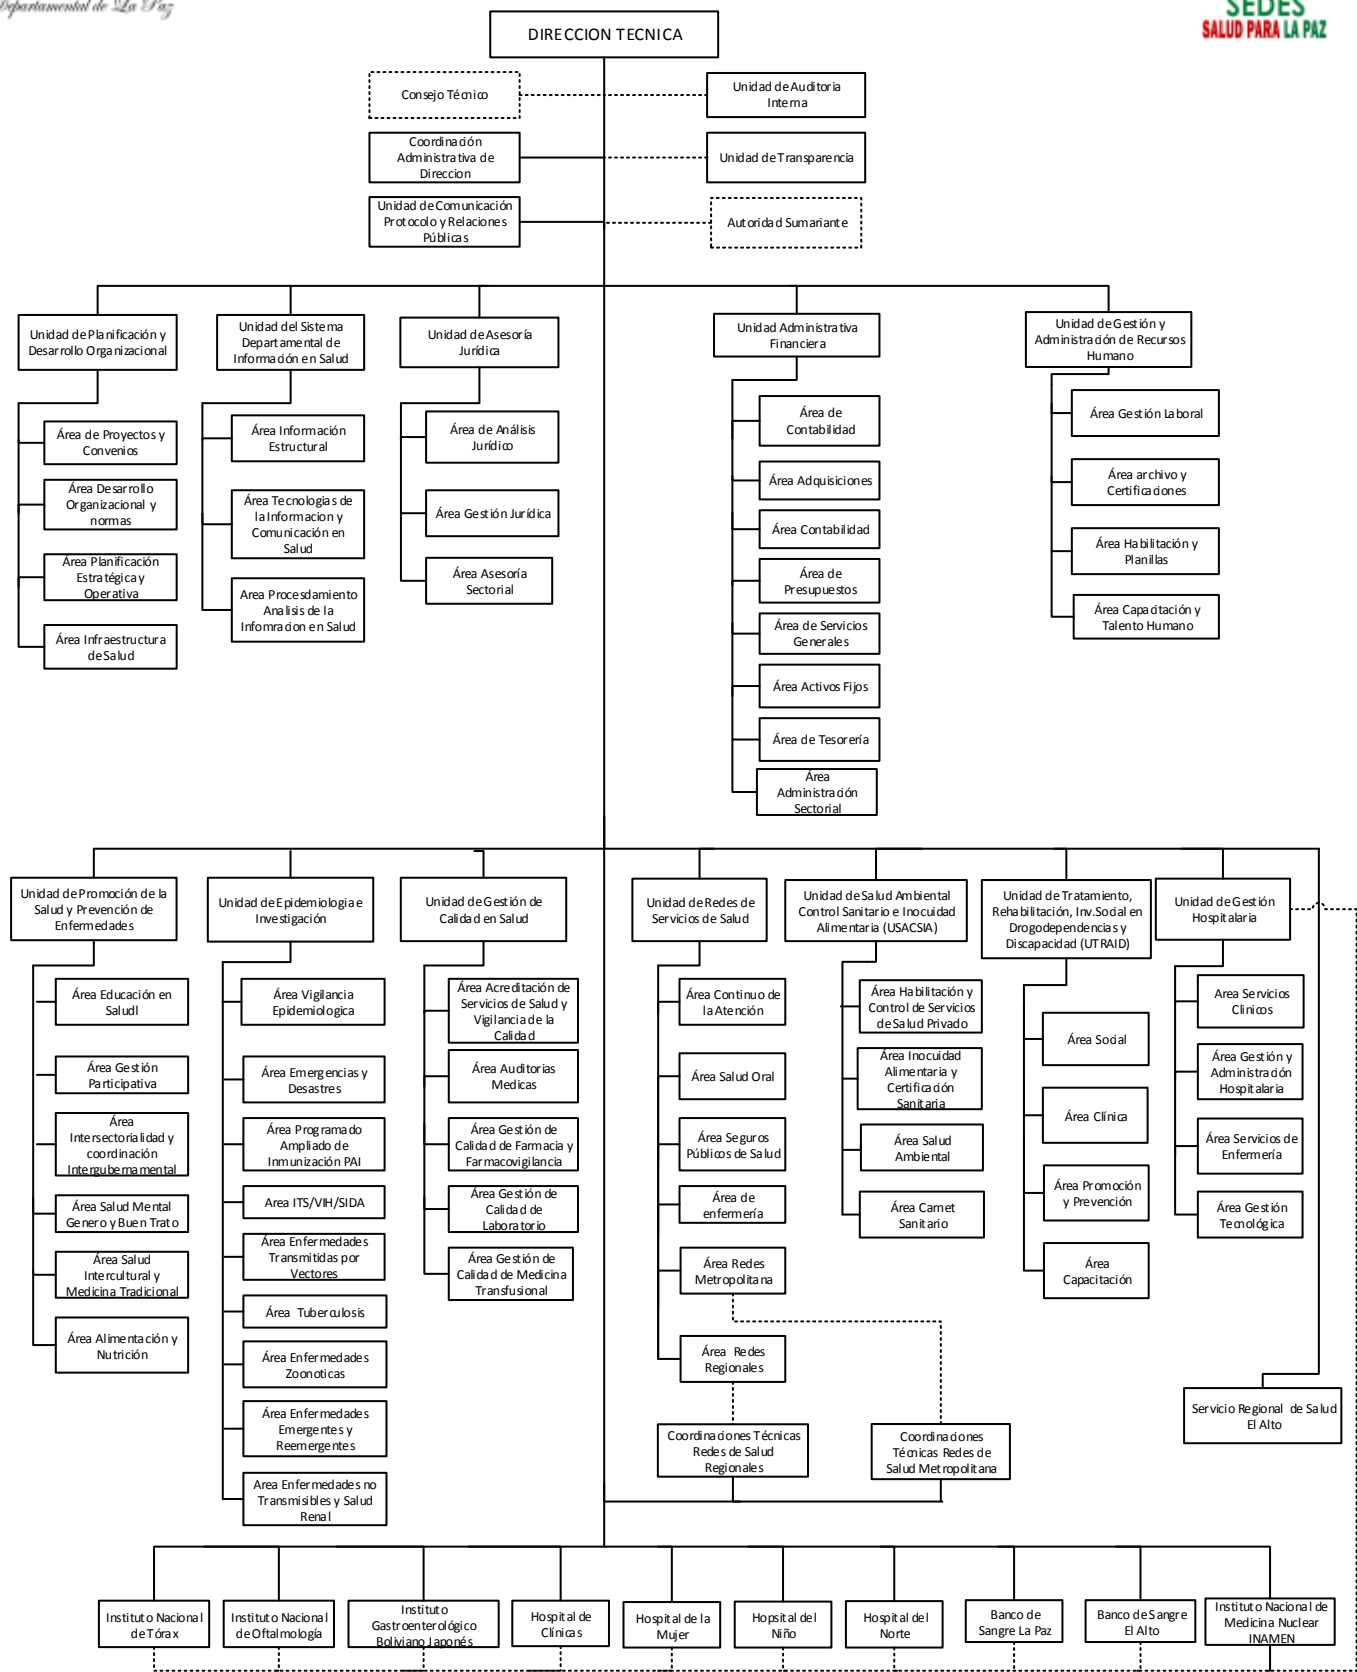 Departamental de La Paz
SEDES
SALUD PARA LA PAZ
DIRECCION TECNICA
Consejo Técnico
Unidad de Auditoria
Interna
Coordinación
Administrativa de
Direccion
Unidad de Transparencia
Unidad de Comunicación
Protocolo y Relaciones
Públicas
Autoridad Sumariante
Unidad de Planificación y
Desarrollo Organizacional
Unidad del Sistema
Departamental de
Información en Salud
Unidad de Asesoría
Jurídica
Unidad Administrativa
Financiera
Unidad de Gestión y
Administración de Recursos
Humano
Área de Proyectos y
Convenios
Área Desarrollo
Organizacional y
normas
Área Planificación
Estratégica y
Operativa
Área Infraestructura
de Salud
Área Información
Estructural
Área Tecnologias de
la Informacion y
Comunicación en
Salud
Area Procesdamiento
Analisis de la
Infomracion en Salud
Área de Análisis
Jurídico
Área Gestión Jurídica
Área Asesoría
Sectorial
Área de
Contabilidad
Área Adquisiciones
Área Contabilidad
Área de
Presupuestos
Área de Servicios
Generales
Área Activos Fijos
Área de Tesorería
Área
Administración
Sectorial
Área Gestión Laboral
Área archivo y
Certificaciones
Área Habilitación y
Planillas
Área Capacitación y
Talento Humano
Unidad de Promoción de la
Salud y Prevención de
Enfermedades
Unidad de Epidemiologia e
Investigación
Unidad de Gestión de
Calidad en Salud
Unidad de Redes de
Servicios de Salud
Unidad de Salud Ambiental
Control Sanitario e Inocuidad
Alimentaria (USACSIA)
Unidad de Tratamiento,
Rehabilitación, Inv.Social en
Drogodependencias y
Discapacidad (UTRAID)
Unidad de Gestión
Hospitalaria
Área Educación en
Saludl
Área Gestión
Participativa
Área
Intersectorialidad y
coordinación
Intergubernamental
Área Salud Mental
Genero y Buen Trato
Área Salud
Intercultural y
Medicina Tradicional
Área Alimentación y
Nutrición
Área Vigilancia
Epidemiologica
Área Emergencias y
Desastres
Área Programado
Ampliado de
Inmunización PAI
Area ITS/VIH/SIDA
Área Enfermedades
Transmitidas por
Vectores
Área Tuberculosis
Área Enfermedades
Zoonoticas
Área Enfermedades
Emergentes y
Reemergentes
Area Enfermedades no
Transmisibles y Salud
Renal
Área Acreditación de
Servicios de Salud y
Vigilancia de la
Calidad
Área Auditorias
Medicas
Área Gestión de
Calidad de Farmacia y
Farmacovigilancia
Área Gestión de
Calidad de
Laboratorio
Área Gestión de
Calidad de Medicina
Transfusional
Área Continuo de
la Atención
Área Salud Oral
Área Seguros
Públicos de Salud
Área de
enfermería
Área Redes
Metropolitana
Área Redes
Regionales
Coordinaciones Técnicas
Redes de Salud
Regionales
Coordinaciones
Técnicas Redes de
Salud Metropolitana
Área Habilitación y
Control de Servicios
de Salud Privado
Área Inocuidad
Alimentaria y
Certificación
Sanitaria
Área Salud
Ambiental
Área Carnet
Sanitario
Área Social
Área Clínica
Área Promoción
y Prevención
Área
Capacitación
Area Servicios
Clinicos
Área Gestión y
Administración
Hospitalaria
Área Servicios de
Enfermería
Área Gestión
Tecnológica
Servicio Regional de Salud
El Alto
Instituto Nacional
de Tórax
Instituto Nacional
de Oftalmología
Instituto
Gastroenterológico
Boliviano Japonés
Hospital de
Clínicas
Hospital de la
Mujer
Hopsital del
Niño
Hospital del
Norte
Banco de
Sangre La Paz
Banco de Sangre
El Alto
Instituto Nacional de
Medicina Nuclear
INAMEN